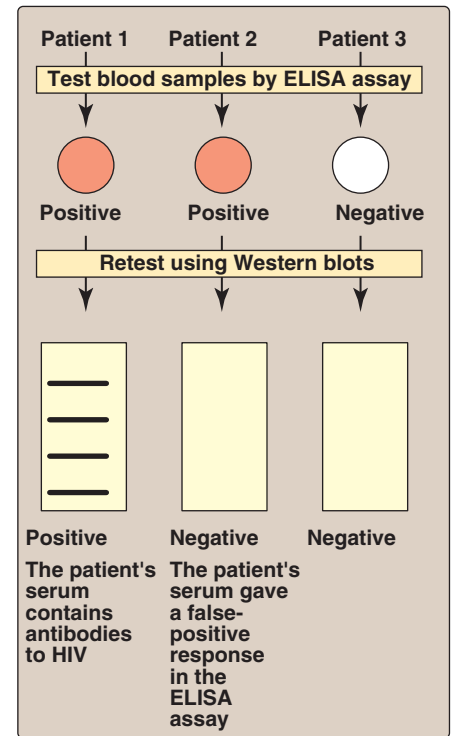 Patient 1 Patient 2 Patient 3
Test blood samples by ELISA assay
Positive Positive Negative
Retest using Western blots
Positive Negative Negative
The patient's
serum
contains
antibodies
to HIV
The patient's
serum gave
a false-
positive
response
in the
ELISA
assay